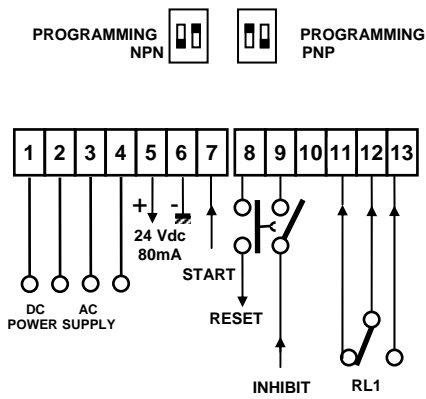 PROGRAMMING
NPN
PROGRAMMING
PNP
1 2 3 4 5 6 7 8 9 10 11 12 13
+ -
24 Vdc
80mA
START
DC AC
POWER SUPPLY
RESET
INHIBIT RL1